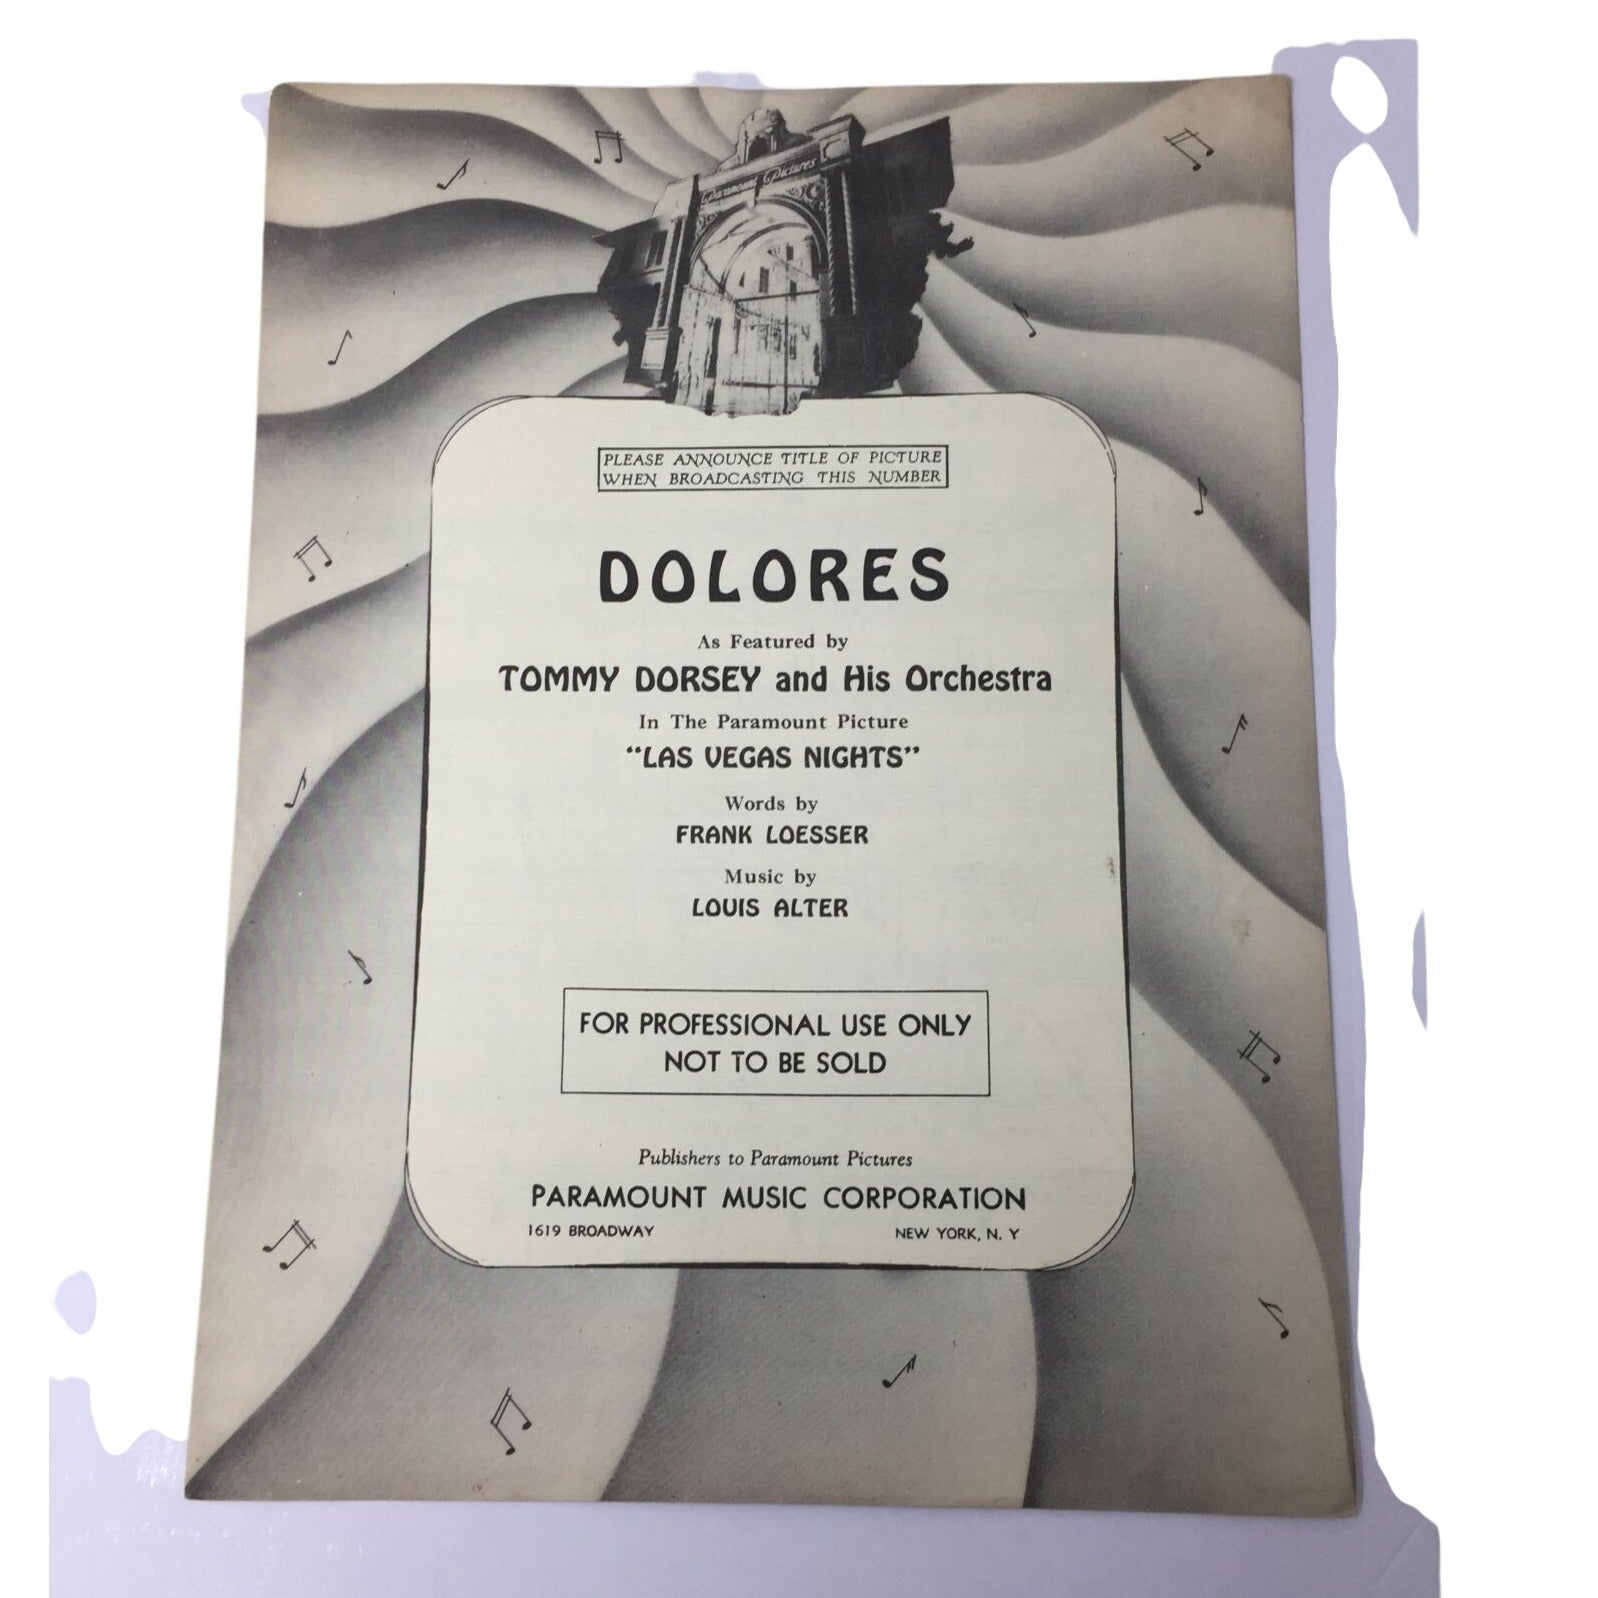 Paramount Pictures
PLEASE ANNOUNCE TITLE OF PICTURE
WHEN BROADCASTING THIS NUMBER
DOLORES
As Featured by
TOMMY DORSEY and His Orchestra
In The Paramount Picture
“LAS VEGAS NIGHTS”
Words by
FRANK LOESSER
Music by
LOUIS ALTER
FOR PROFESSIONAL USE ONLY
NOT TO BE SOLD
Publishers to Paramount Pictures
PARAMOUNT MUSIC CORPORATION
1619 BROADWAY NEW YORK, N. Y